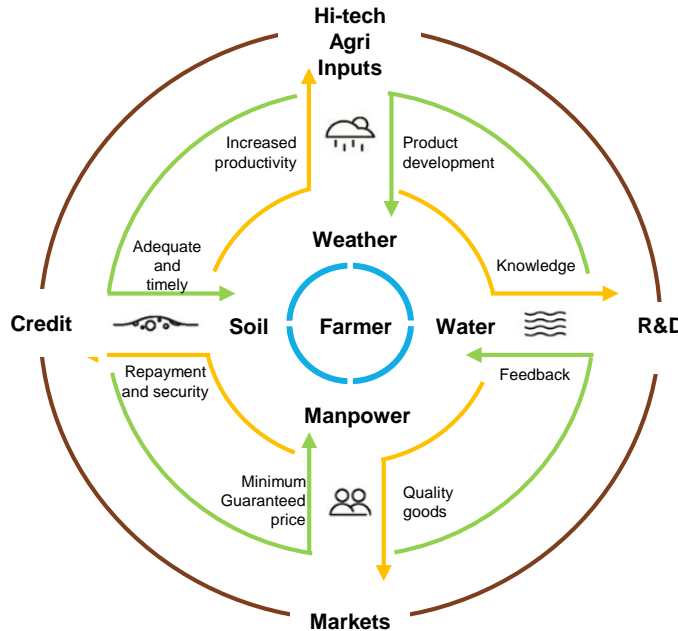 Hi-tech
Agri
Inputs
Increased
productivity
Product
development
Weather
Adequate
and
timely
Knowledge
Credit
Soil
Farmer
Water
R&D
Repayment
and security
Feedback
Manpower
Minimum
Guaranteed
price
Quality
goods
Markets